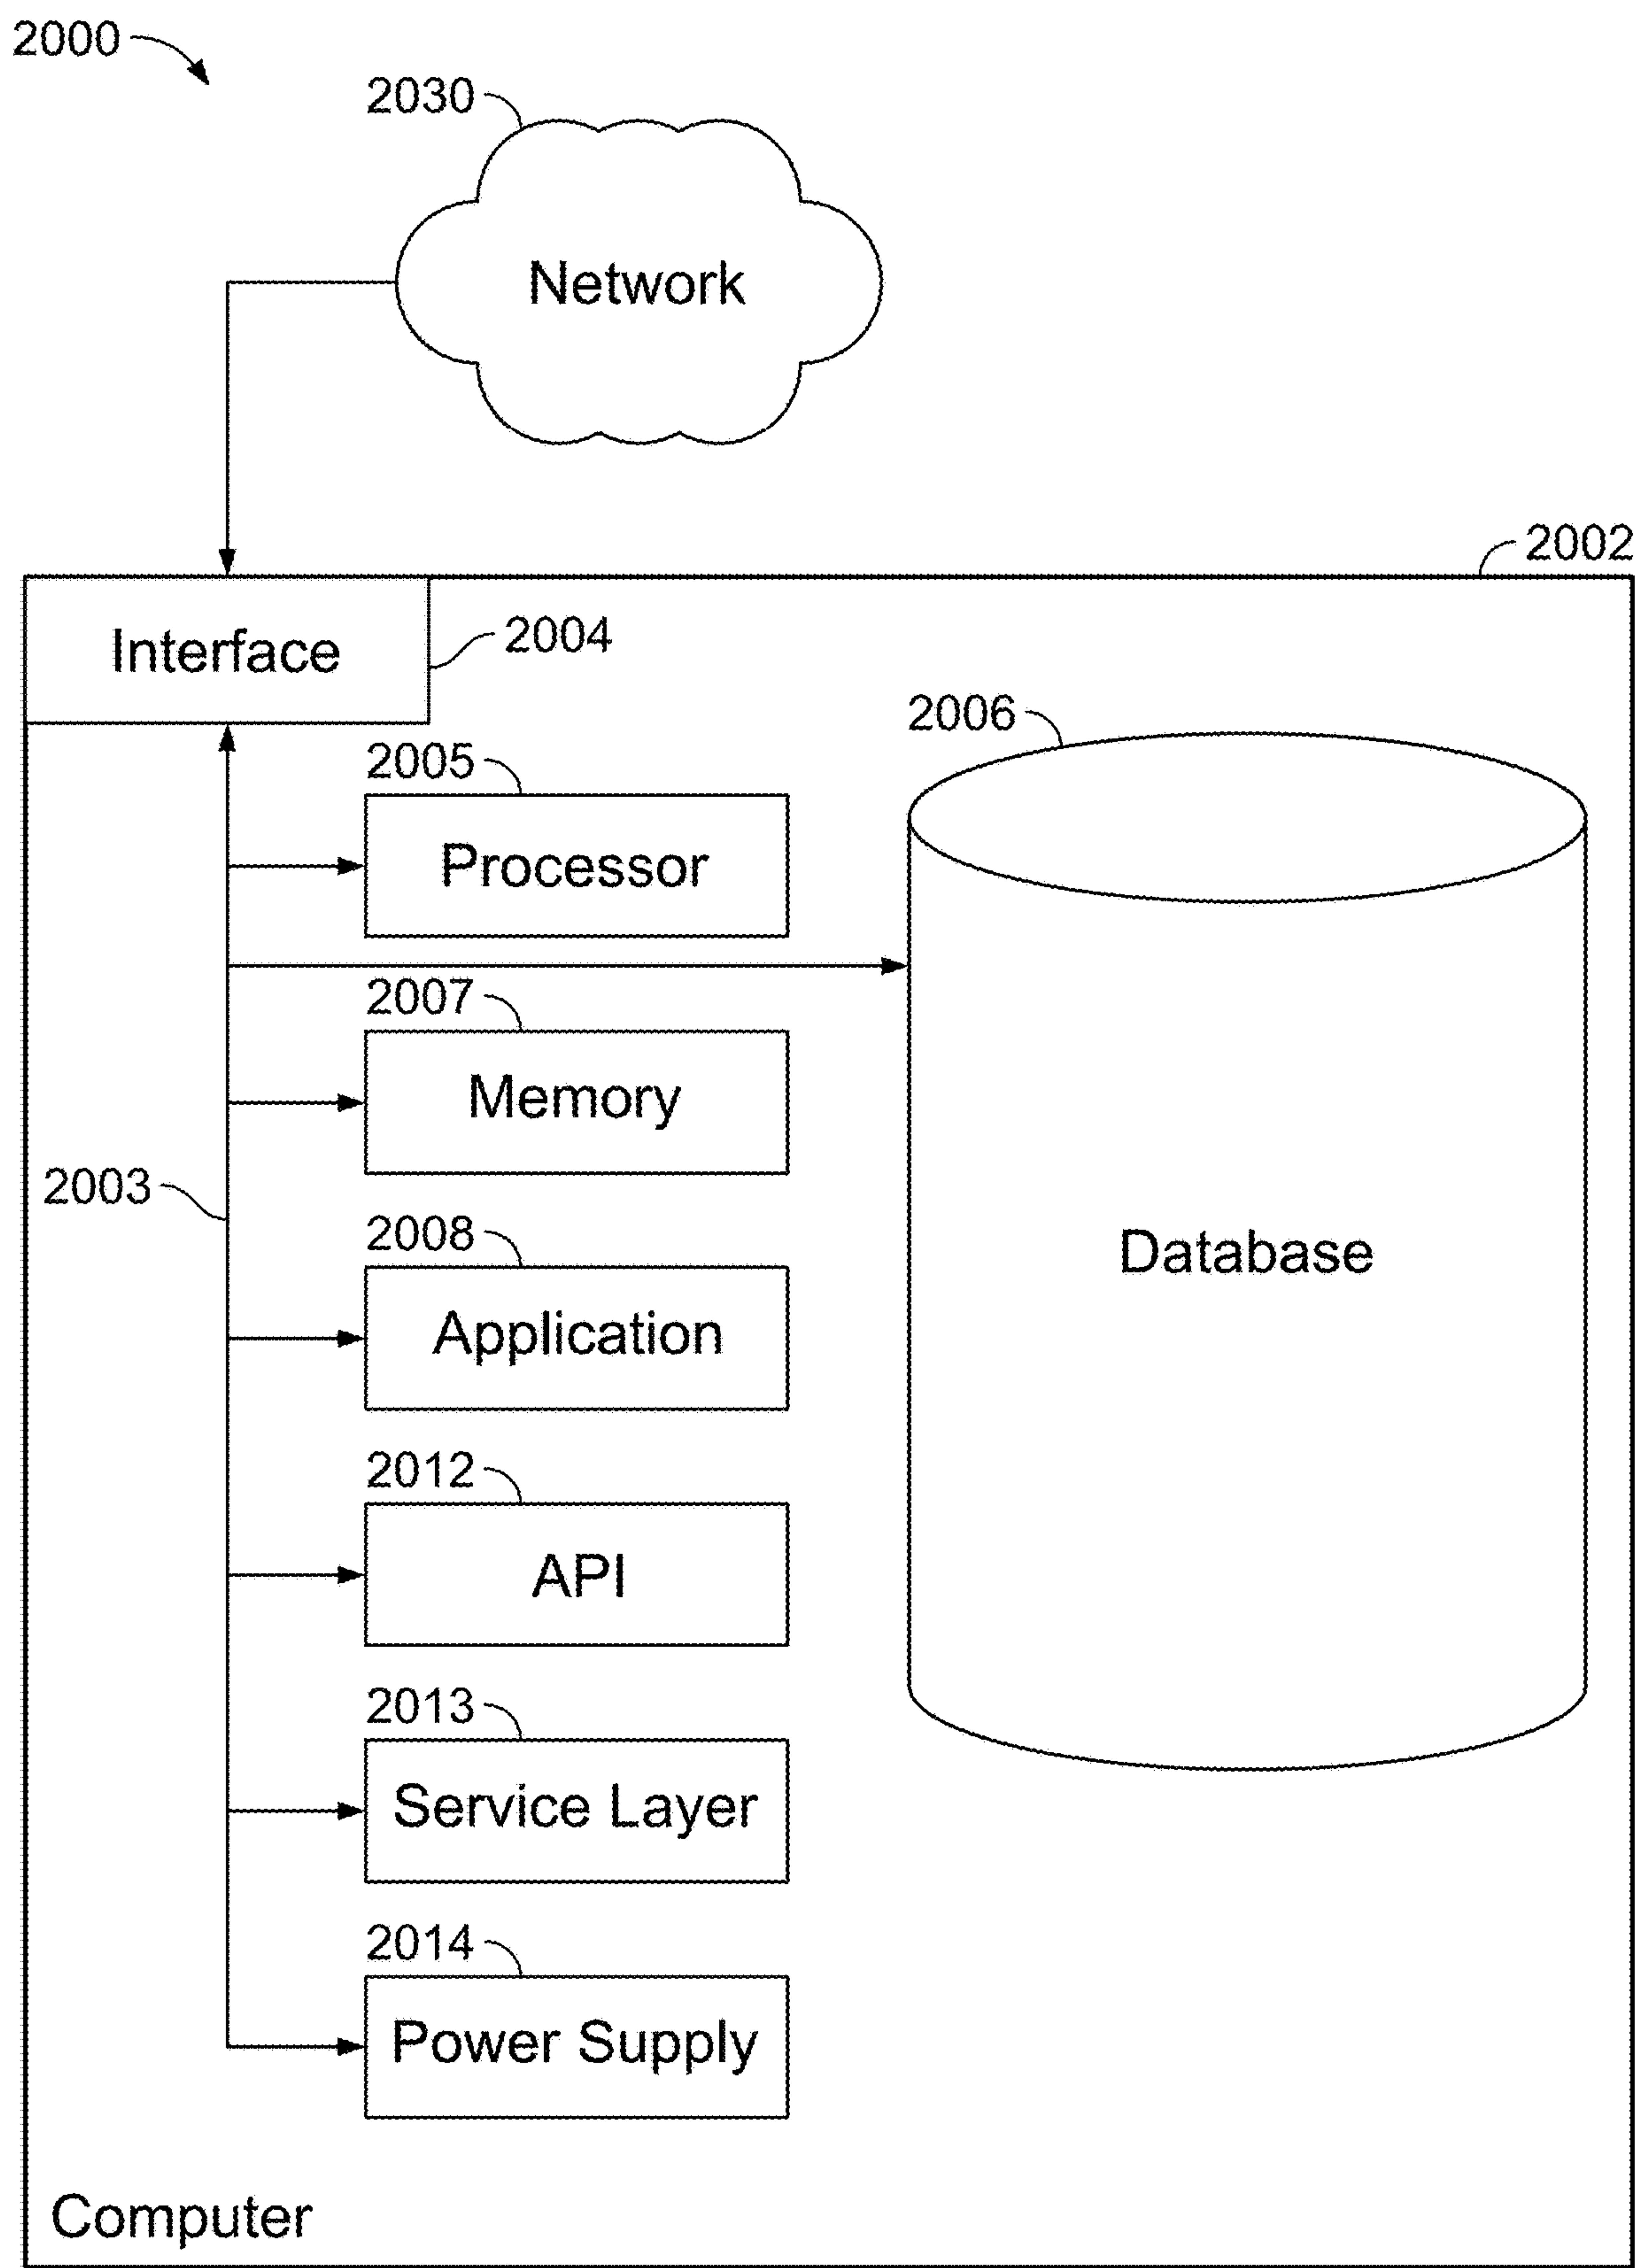 2000
2030
Network
2002
Interface
2004
2006
2005
Processor
2007
Memory
2003
2008
Application
Database
2012
API
2013
Service Layer
2014
Power Supply
Computer